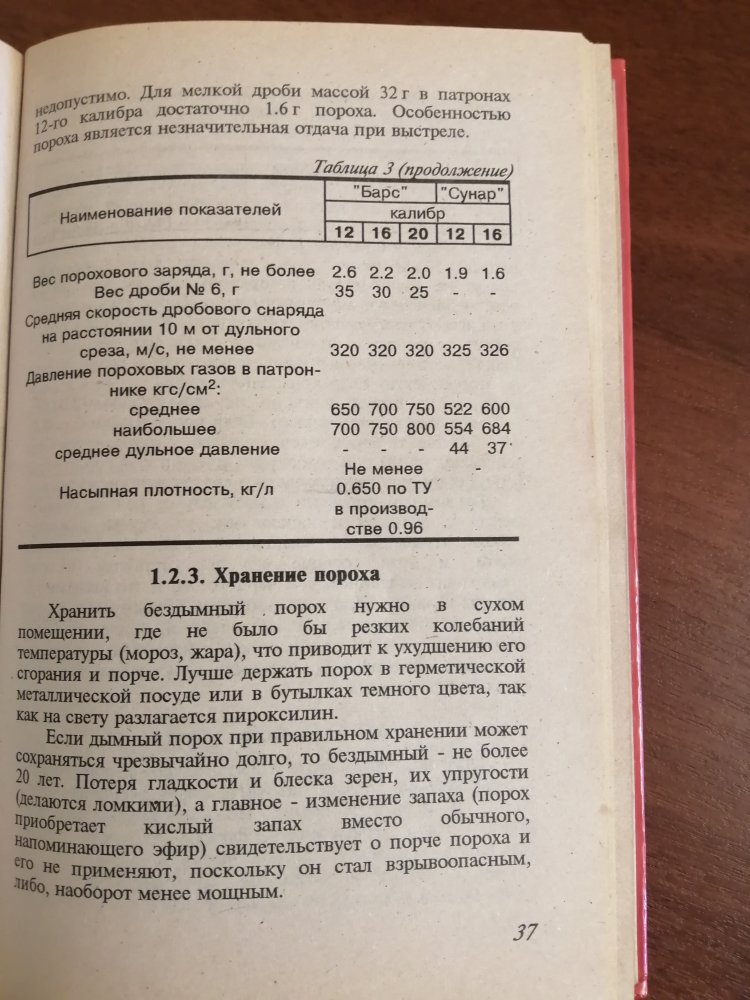 недопустимо. Для мелкой дроби массой 32 г в патронах
12-го калибра достаточно 1.6 г пороха. Особенностью
пороха является незначительная отдача при выстреле.
Таблица 3 (продолжение)
Наименование показателей "Барс" "Сунар"
калибр
12 16 20 12 16
Вес порохового заряда, г, не более 2.6 2.2 2.0 1.9 1.6
Вес дроби № 6, г 35 30 25 - -
Средняя скорость дробового снаряда
на расстоянии 10 м от дульного
среза, м/с, не менее 320 320 320 325 326
Давление пороховых газов в патрон-
нике кгс/см²:
среднее 650 700 750 522 600
наибольшее 700 750 800 554 684
среднее дульное давление - - - 44 37
Не менее -
Насыпная плотность, кг/л 0.650 по ТУ
в производ-
стве 0.96
1.2.3. Хранение пороха
Хранить бездымный порох нужно в сухом
помещении, где не было бы резких колебаний
температуры (мороз, жара), что приводит к ухудшению его
сгорания и порче. Лучше держать порох в герметической
металлической посуде или в бутылках темного цвета, так
как на свету разлагается пироксилин.
Если дымный порох при правильном хранении может
сохраняться чрезвычайно долго, то бездымный - не более
20 лет. Потеря гладкости и блеска зерен, их упругости
(делаются ломкими), а главное - изменение запаха (порох
приобретает кислый запах вместо обычного,
напоминающего эфир) свидетельствует о порче пороха и
его не применяют, поскольку он стал взрывоопасным,
либо, наоборот менее мощным.
37